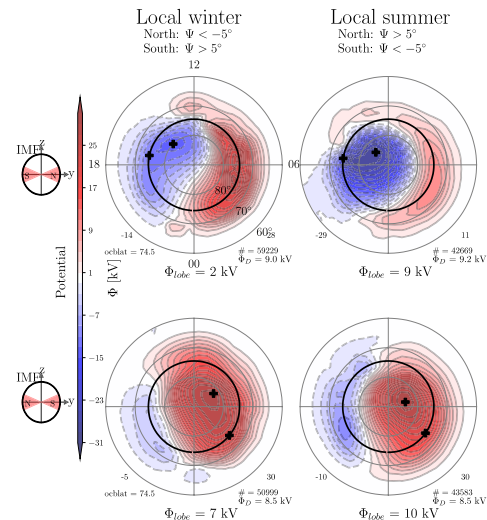 Local winter
North: Ψ < −5°
South: Ψ > 5°
Local summer
North: Ψ > 5°
South: Ψ < −5°
12
IMF
z
y
S
N
18
06
80°
70°
60°
00
-14
28
ocblat = 74.5
# = 59229
Φ_D = 9.0 kV
Φ_lobe = 2 kV
-29
11
# = 42669
Φ_D = 9.2 kV
Φ_lobe = 9 kV
25
17
9
1
−7
−15
−23
−31
Potential
Φ [kV]
IMF
z
y
N
S
-5
30
ocblat = 74.5
# = 50999
Φ_D = 8.5 kV
Φ_lobe = 7 kV
-10
30
# = 43583
Φ_D = 8.5 kV
Φ_lobe = 10 kV